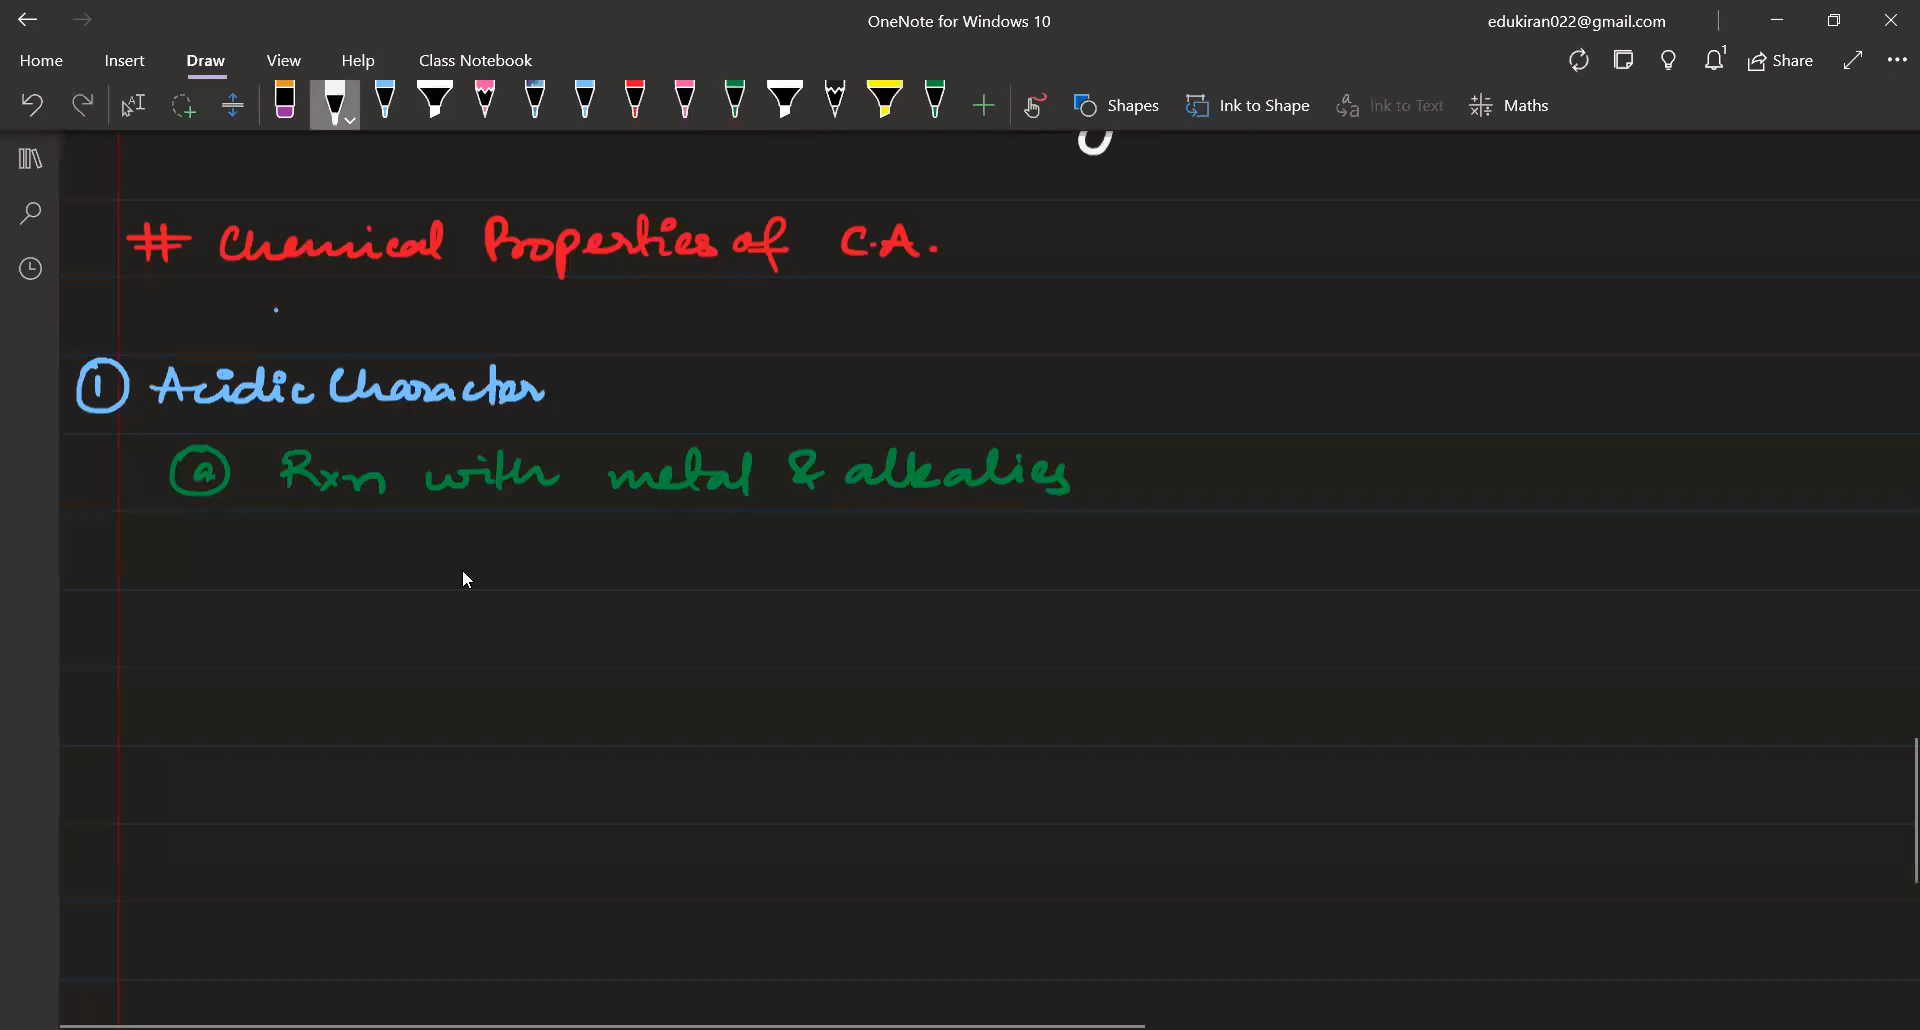 OneNote for Windows 10
edukiran022@gmail.com
Home Insert Draw View Help Class Notebook
1
Share
Shapes Ink to Shape Ink to Text Maths
# Chemical Properties of C.A.
① Acidic Character
ⓐ Rxn with metal & alkalies